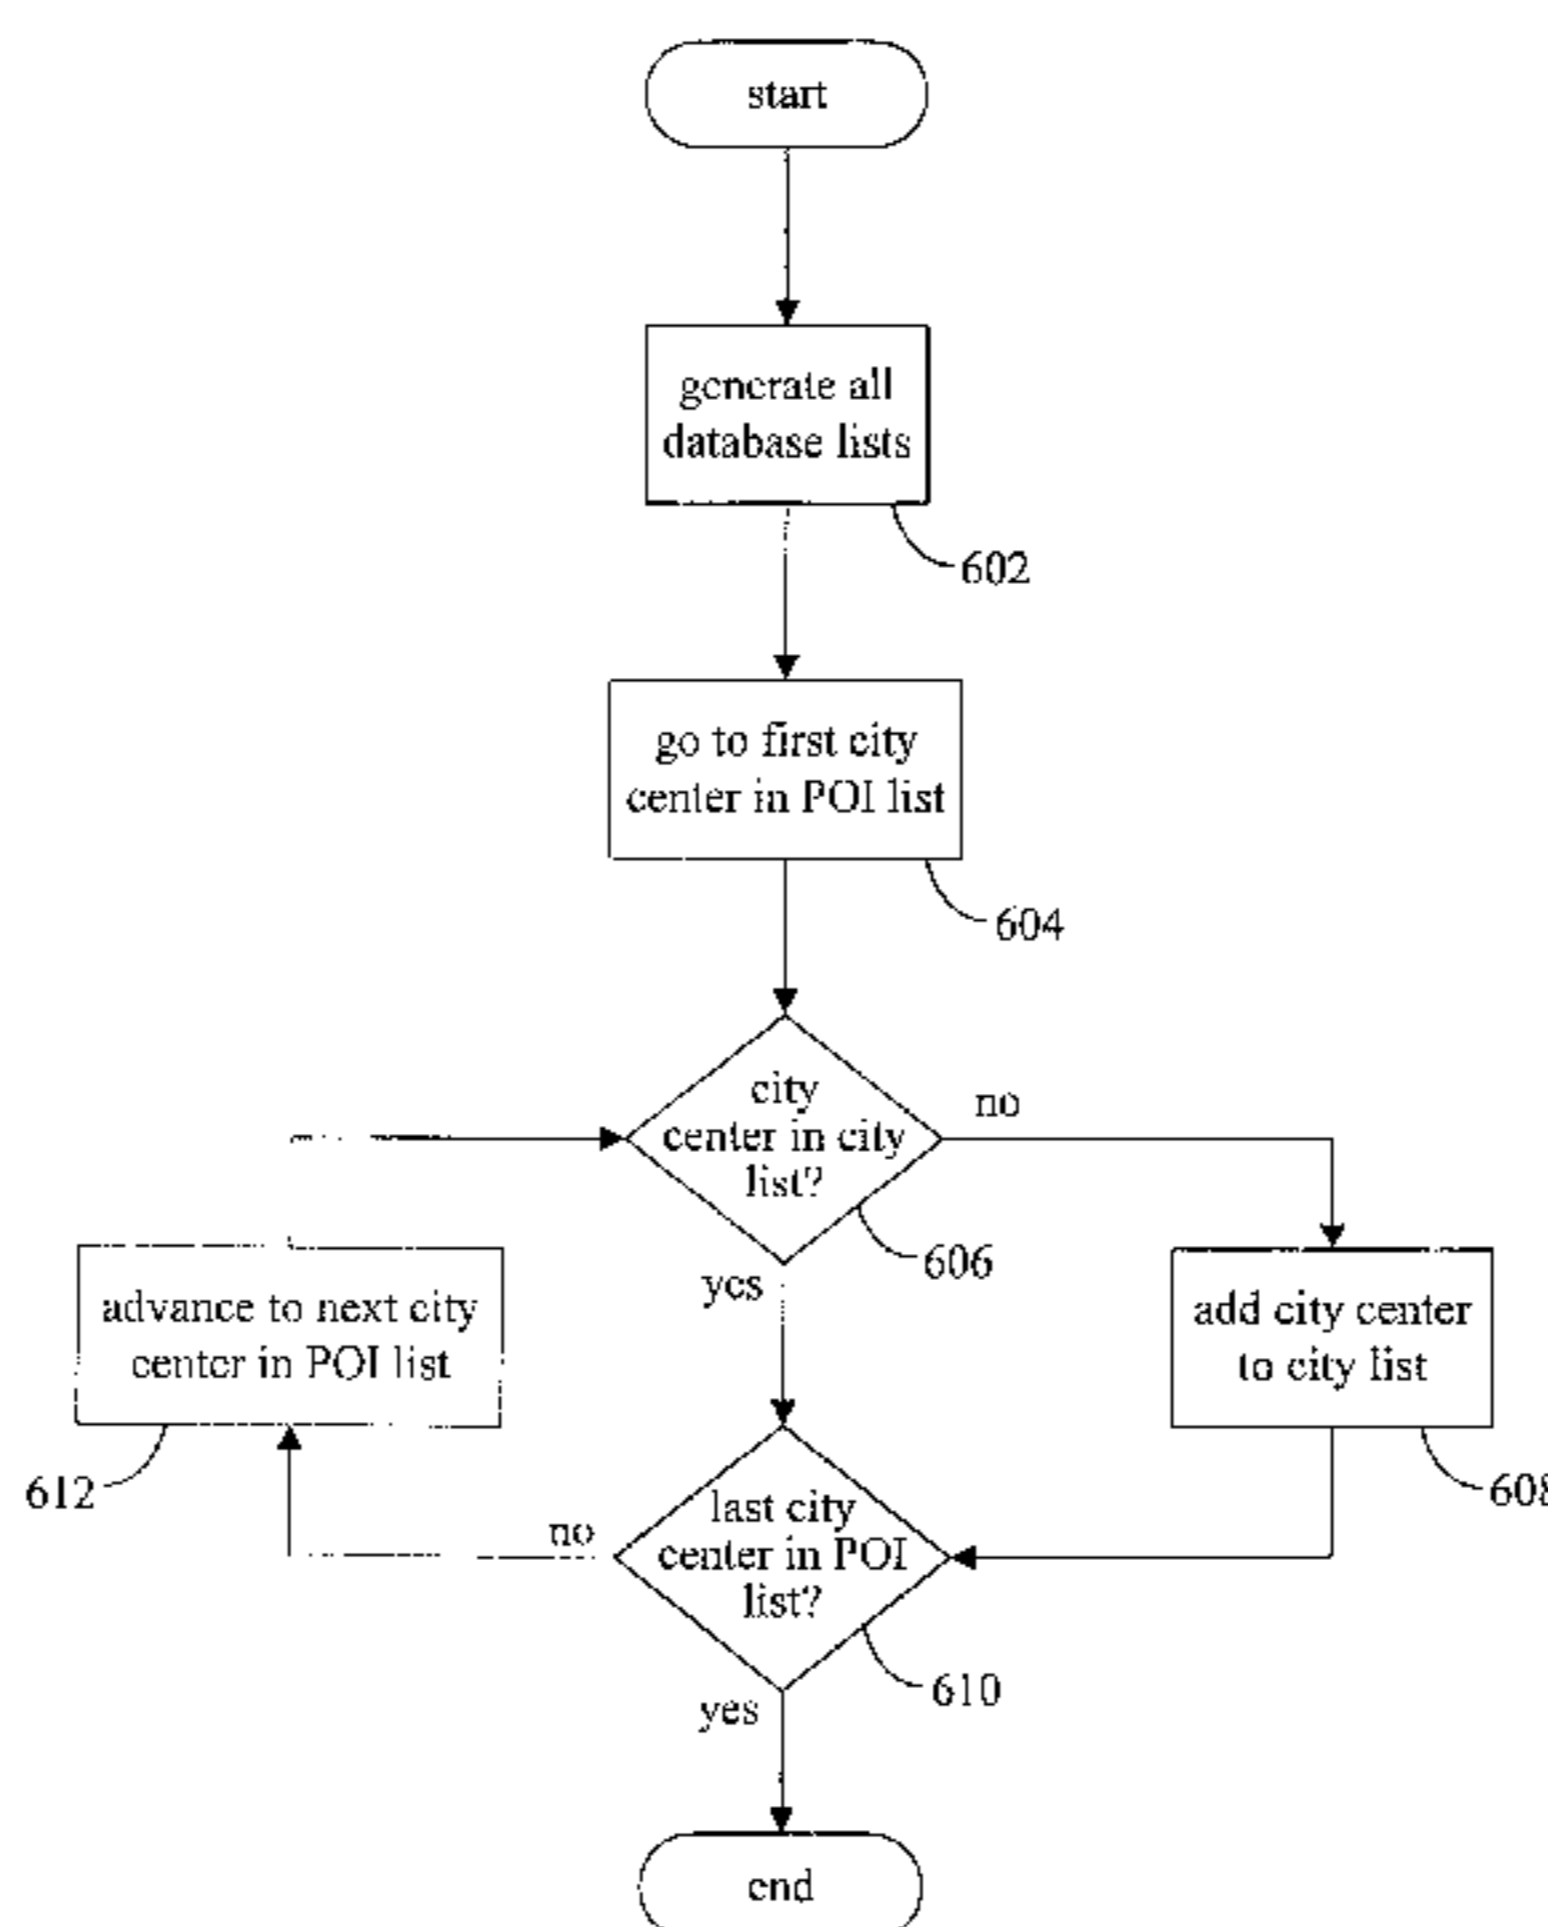 start
generate all
database lists
602
go to first city
center in POI list
604
city
center in city
list?
no
606
yes
advance to next city
center in POI list
612
add city center
to city list
608
last city
center in POI
list?
no
610
yes
end